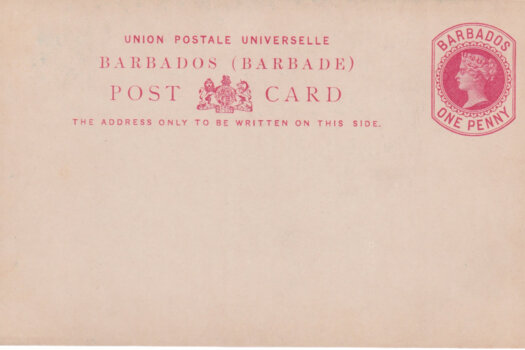 UNION POSTALE UNIVERSELLE
BARBADOS (BARBADE)
POST CARD
THE ADDRESS ONLY TO BE WRITTEN ON THIS SIDE.
BARBADOS
ONE PENNY